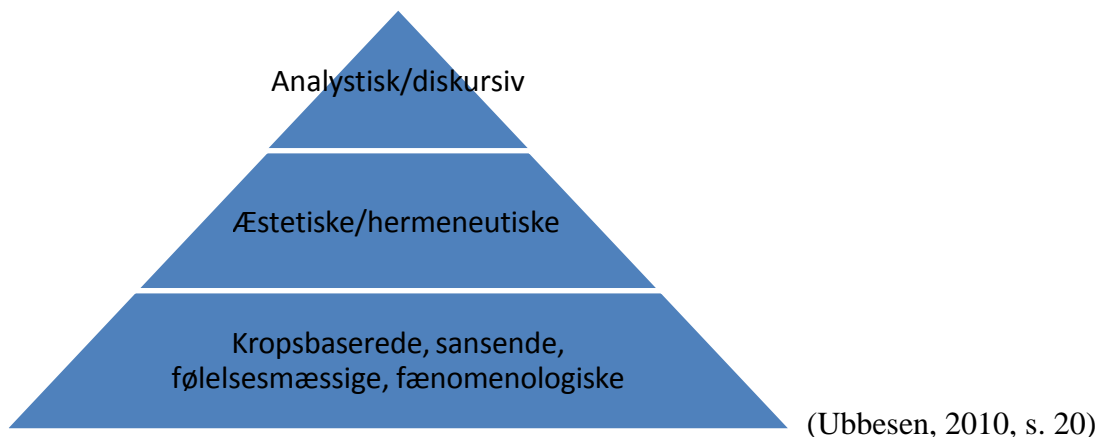 Analystisk/diskursiv
Æstetiske/hermeneutiske
Kropsbaserede, sansende,
følelsesmæssige, fænomenologiske
(Ubbesen, 2010, s. 20)